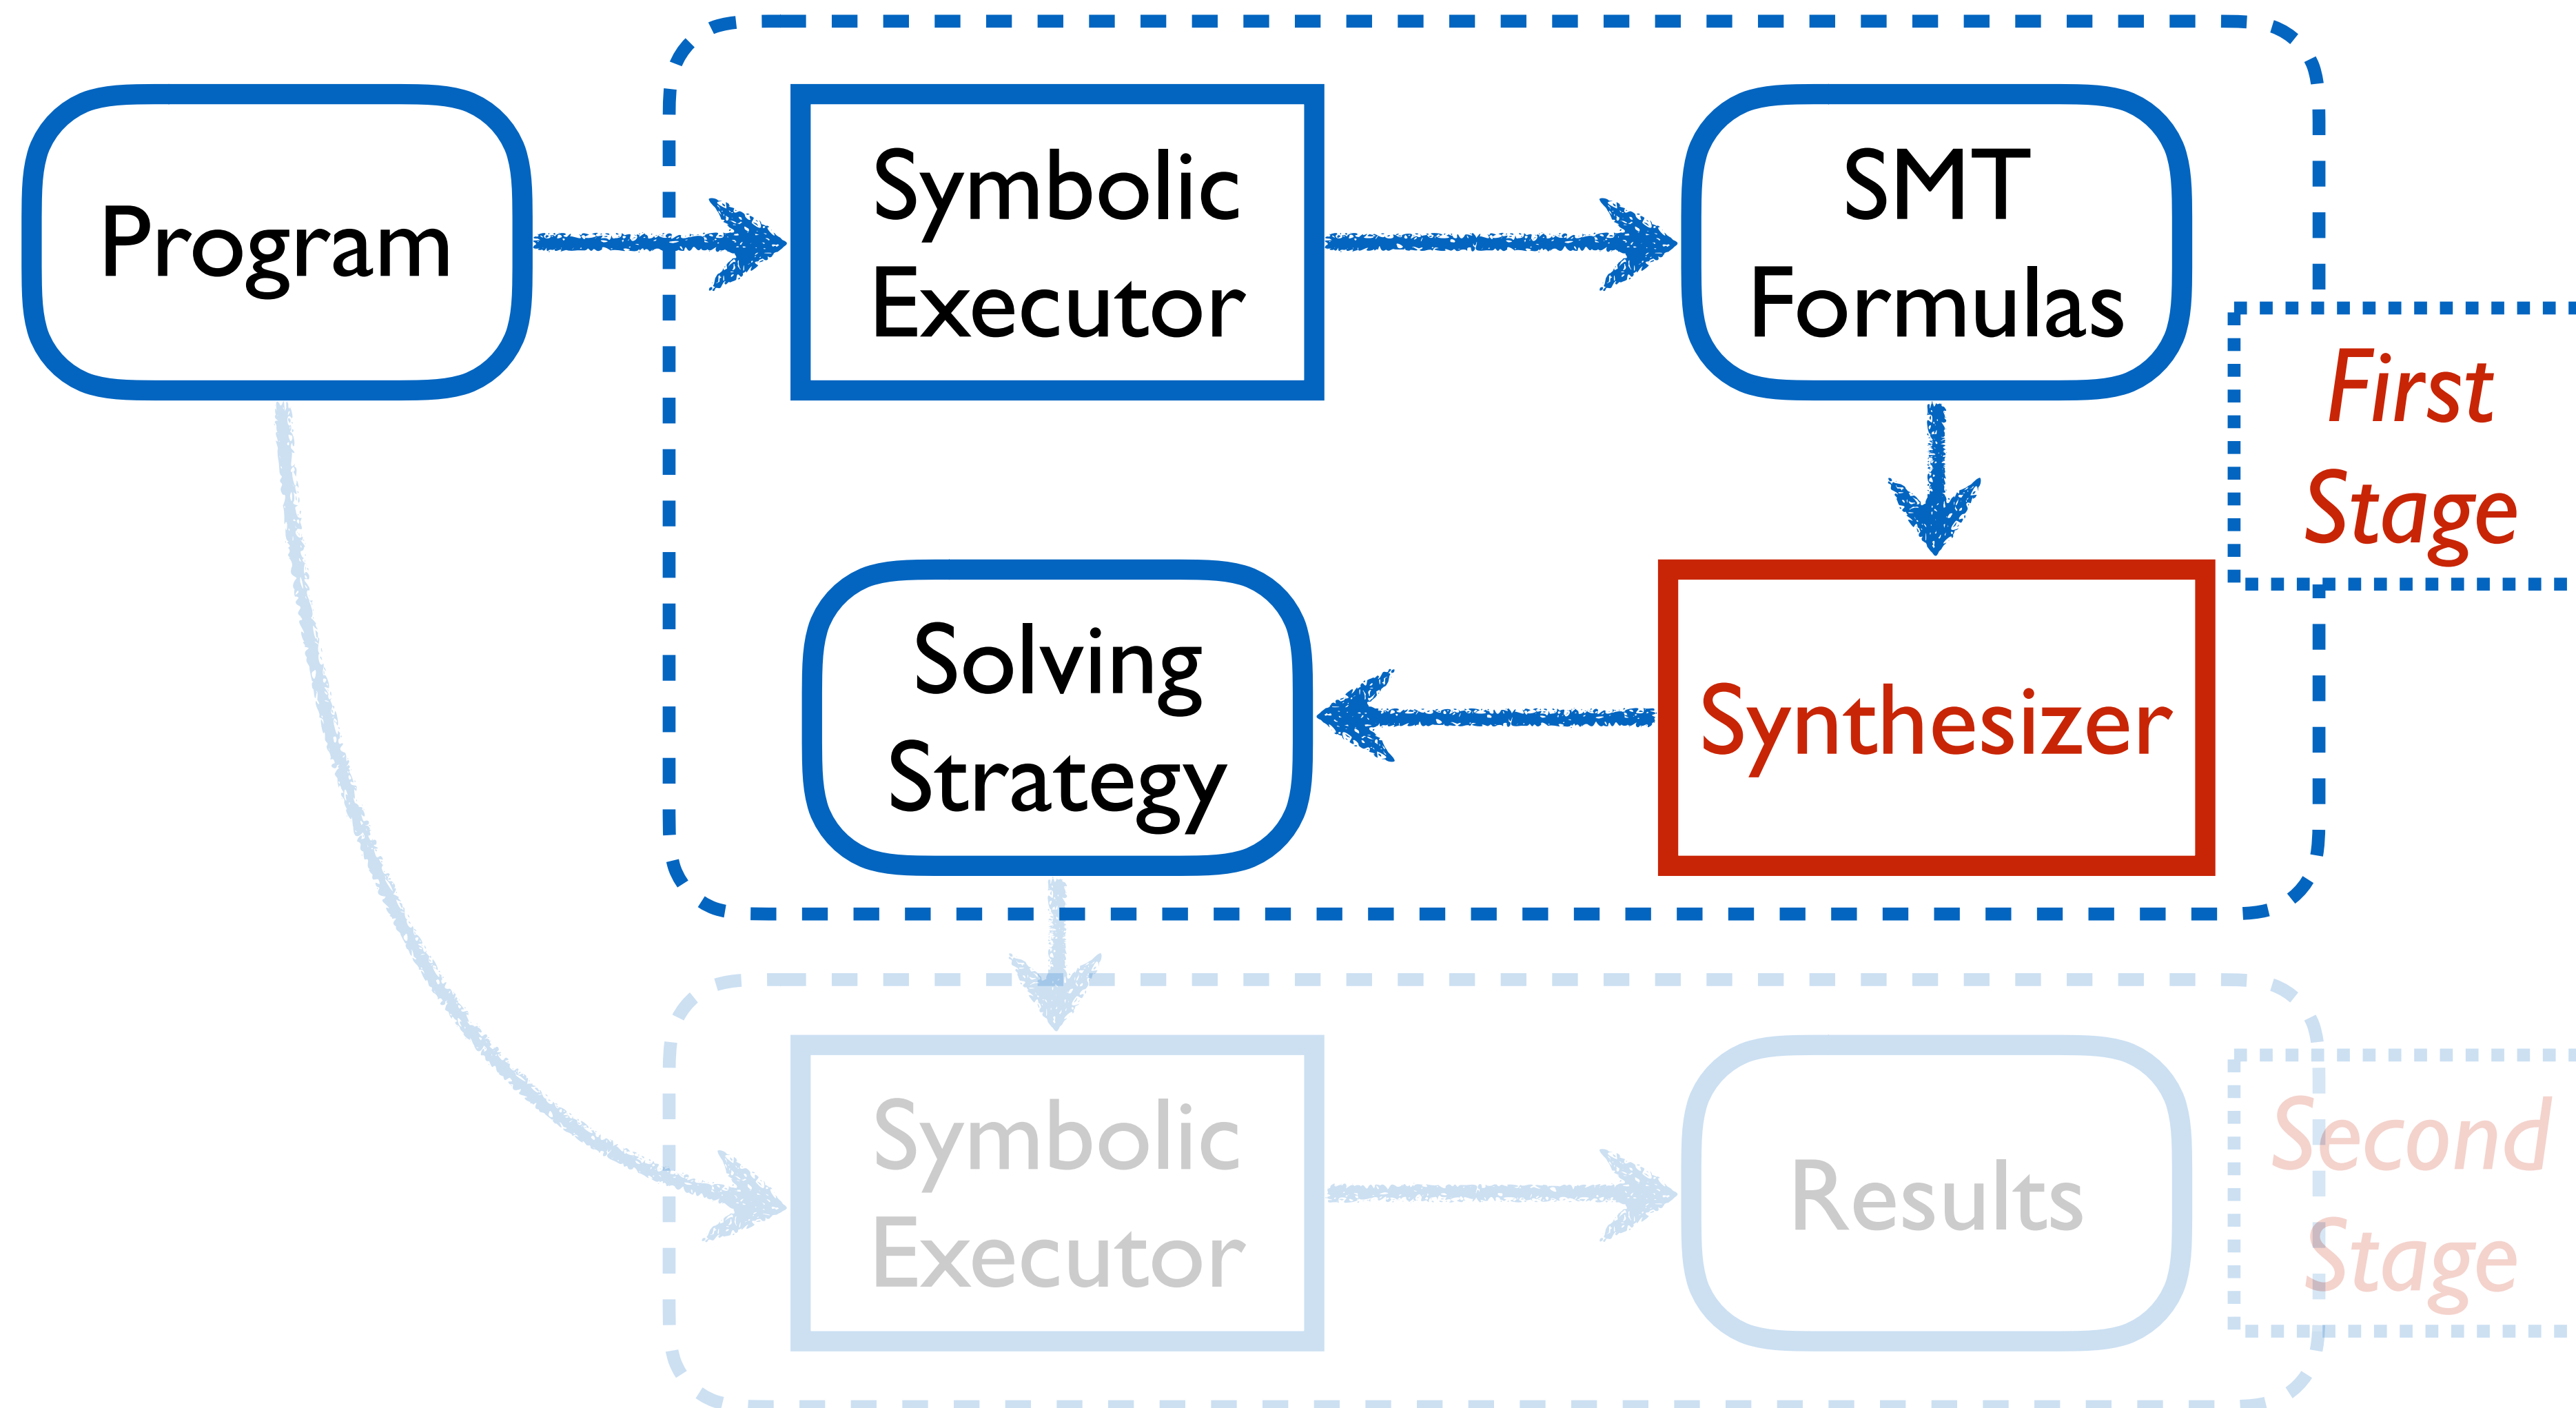 Program
Symbolic
Executor
SMT
Formulas
First
Stage
Solving
Strategy
Synthesizer
Symbolic
Executor
Results
Second
Stage